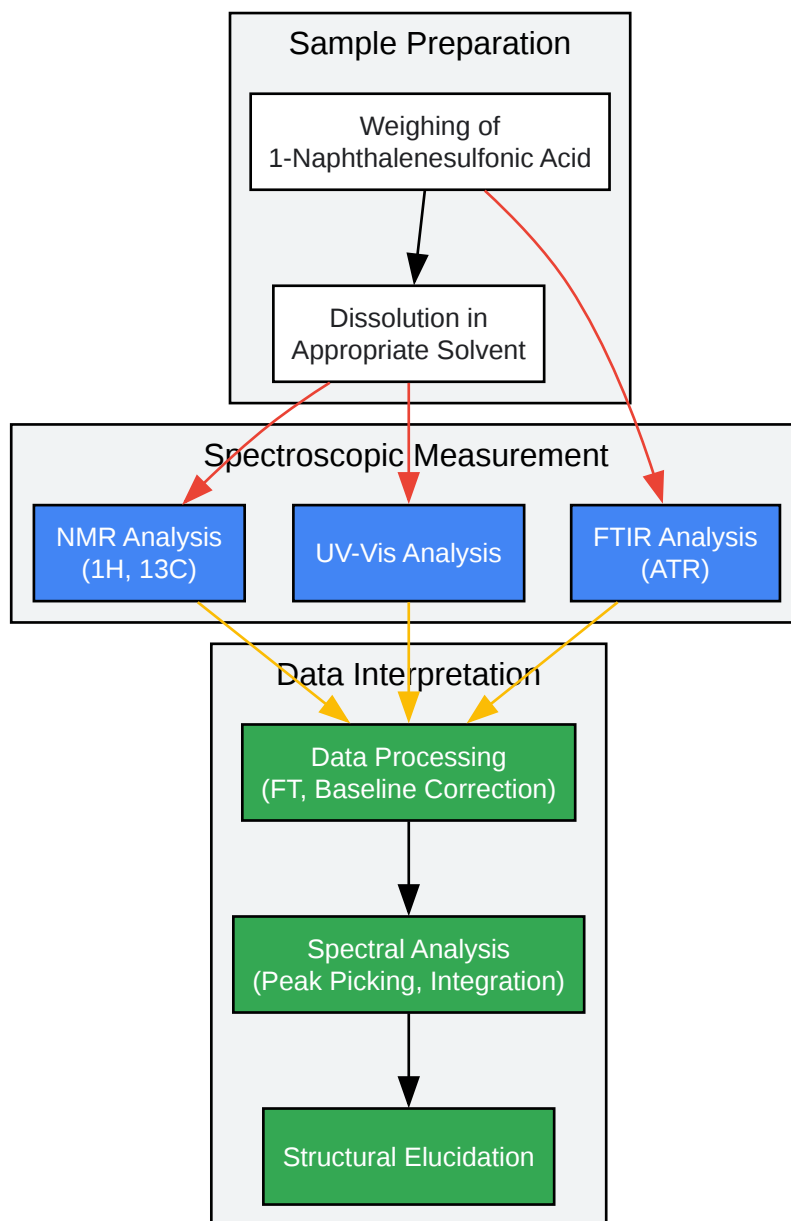 Sample Preparation
Weighing of
1-Naphthalenesulfonic Acid
Dissolution in
Appropriate Solvent
Spectroscopic Measurement
NMR Analysis
(1H, 13C)
UV-Vis Analysis
FTIR Analysis
(ATR)
Data Interpretation
Data Processing
(FT, Baseline Correction)
Spectral Analysis
(Peak Picking, Integration)
Structural Elucidation